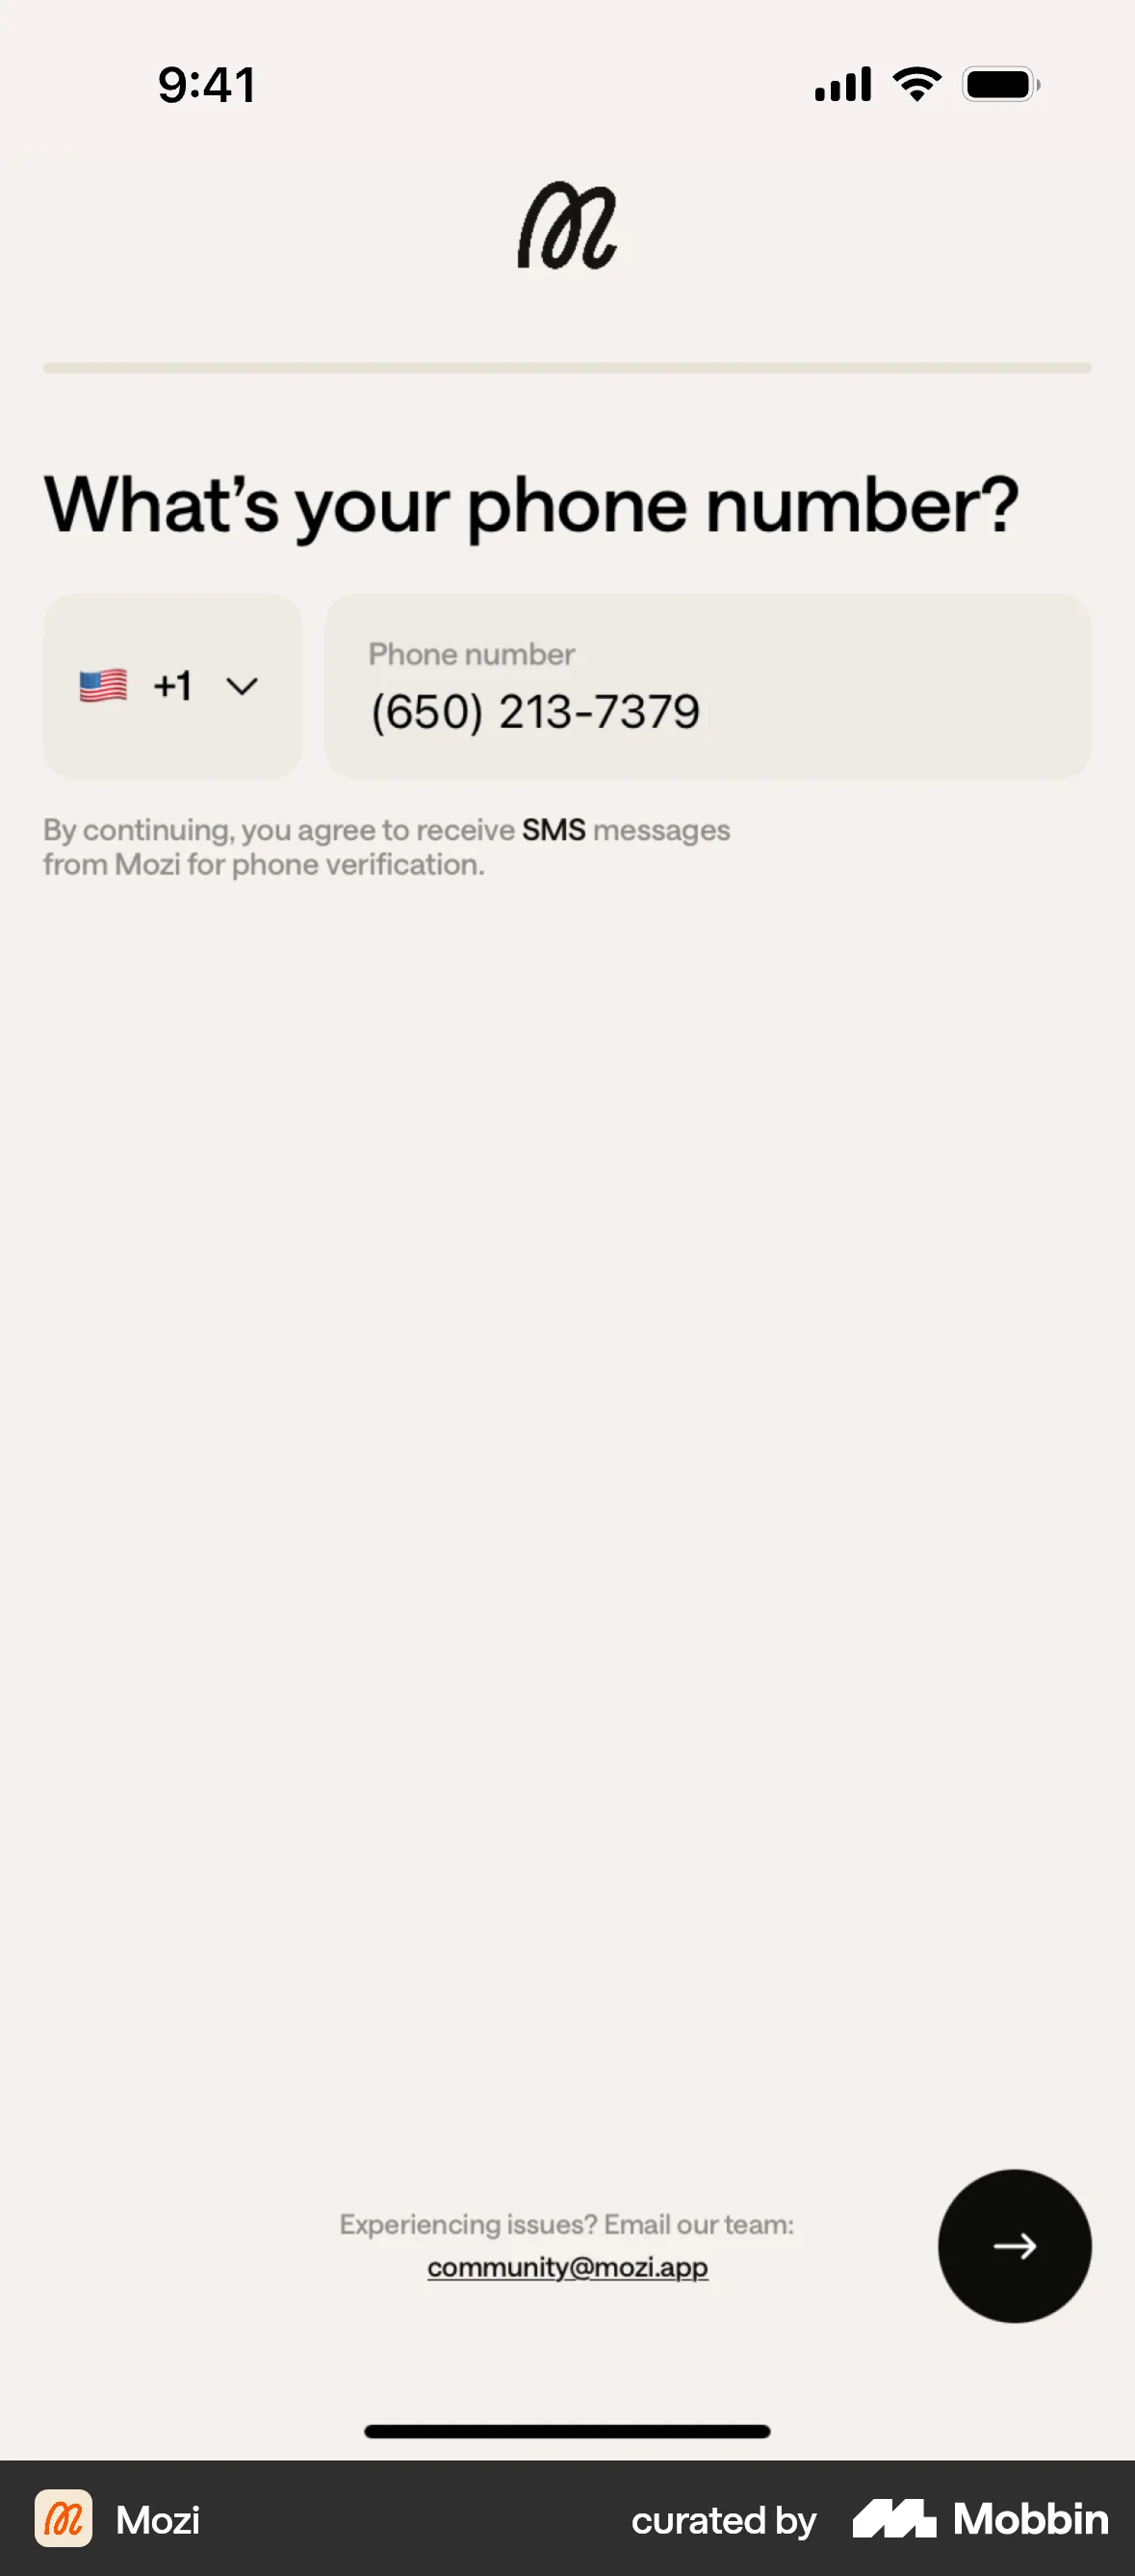 9:41
What’s your phone number?
🇺🇸 +1
Phone number
(650) 213-7379
By continuing, you agree to receive SMS messages
from Mozi for phone verification.
Experiencing issues? Email our team:
community@mozi.app
Mozi
curated by Mobbin